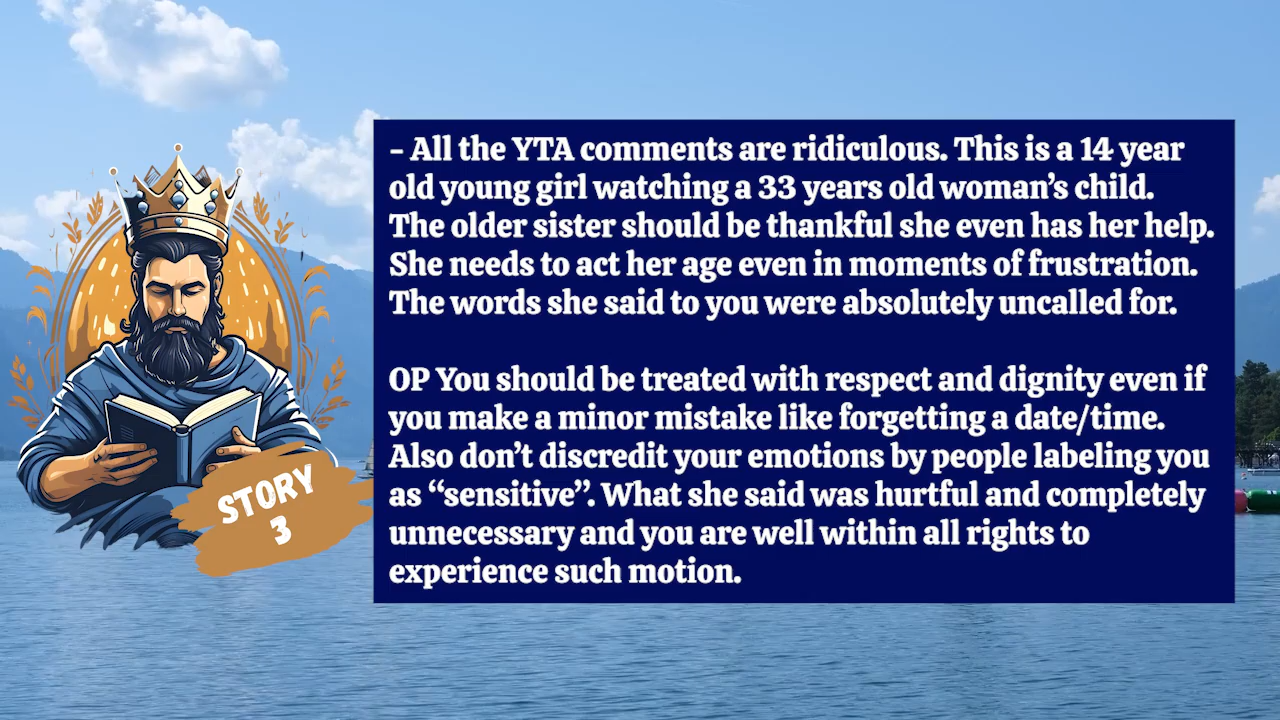 - All the YTA comments are ridiculous. This is a 14 year
old young girl watching a 33 years old woman’s child.
The older sister should be thankful she even has her help.
She needs to act her age even in moments of frustration.
The words she said to you were absolutely uncalled for.
OP You should be treated with respect and dignity even if
you make a minor mistake like forgetting a date/time.
Also don’t discredit your emotions by people labeling you
as “sensitive”. What she said was hurtful and completely
unnecessary and you are well within all rights to
experience such motion.
STORY
3